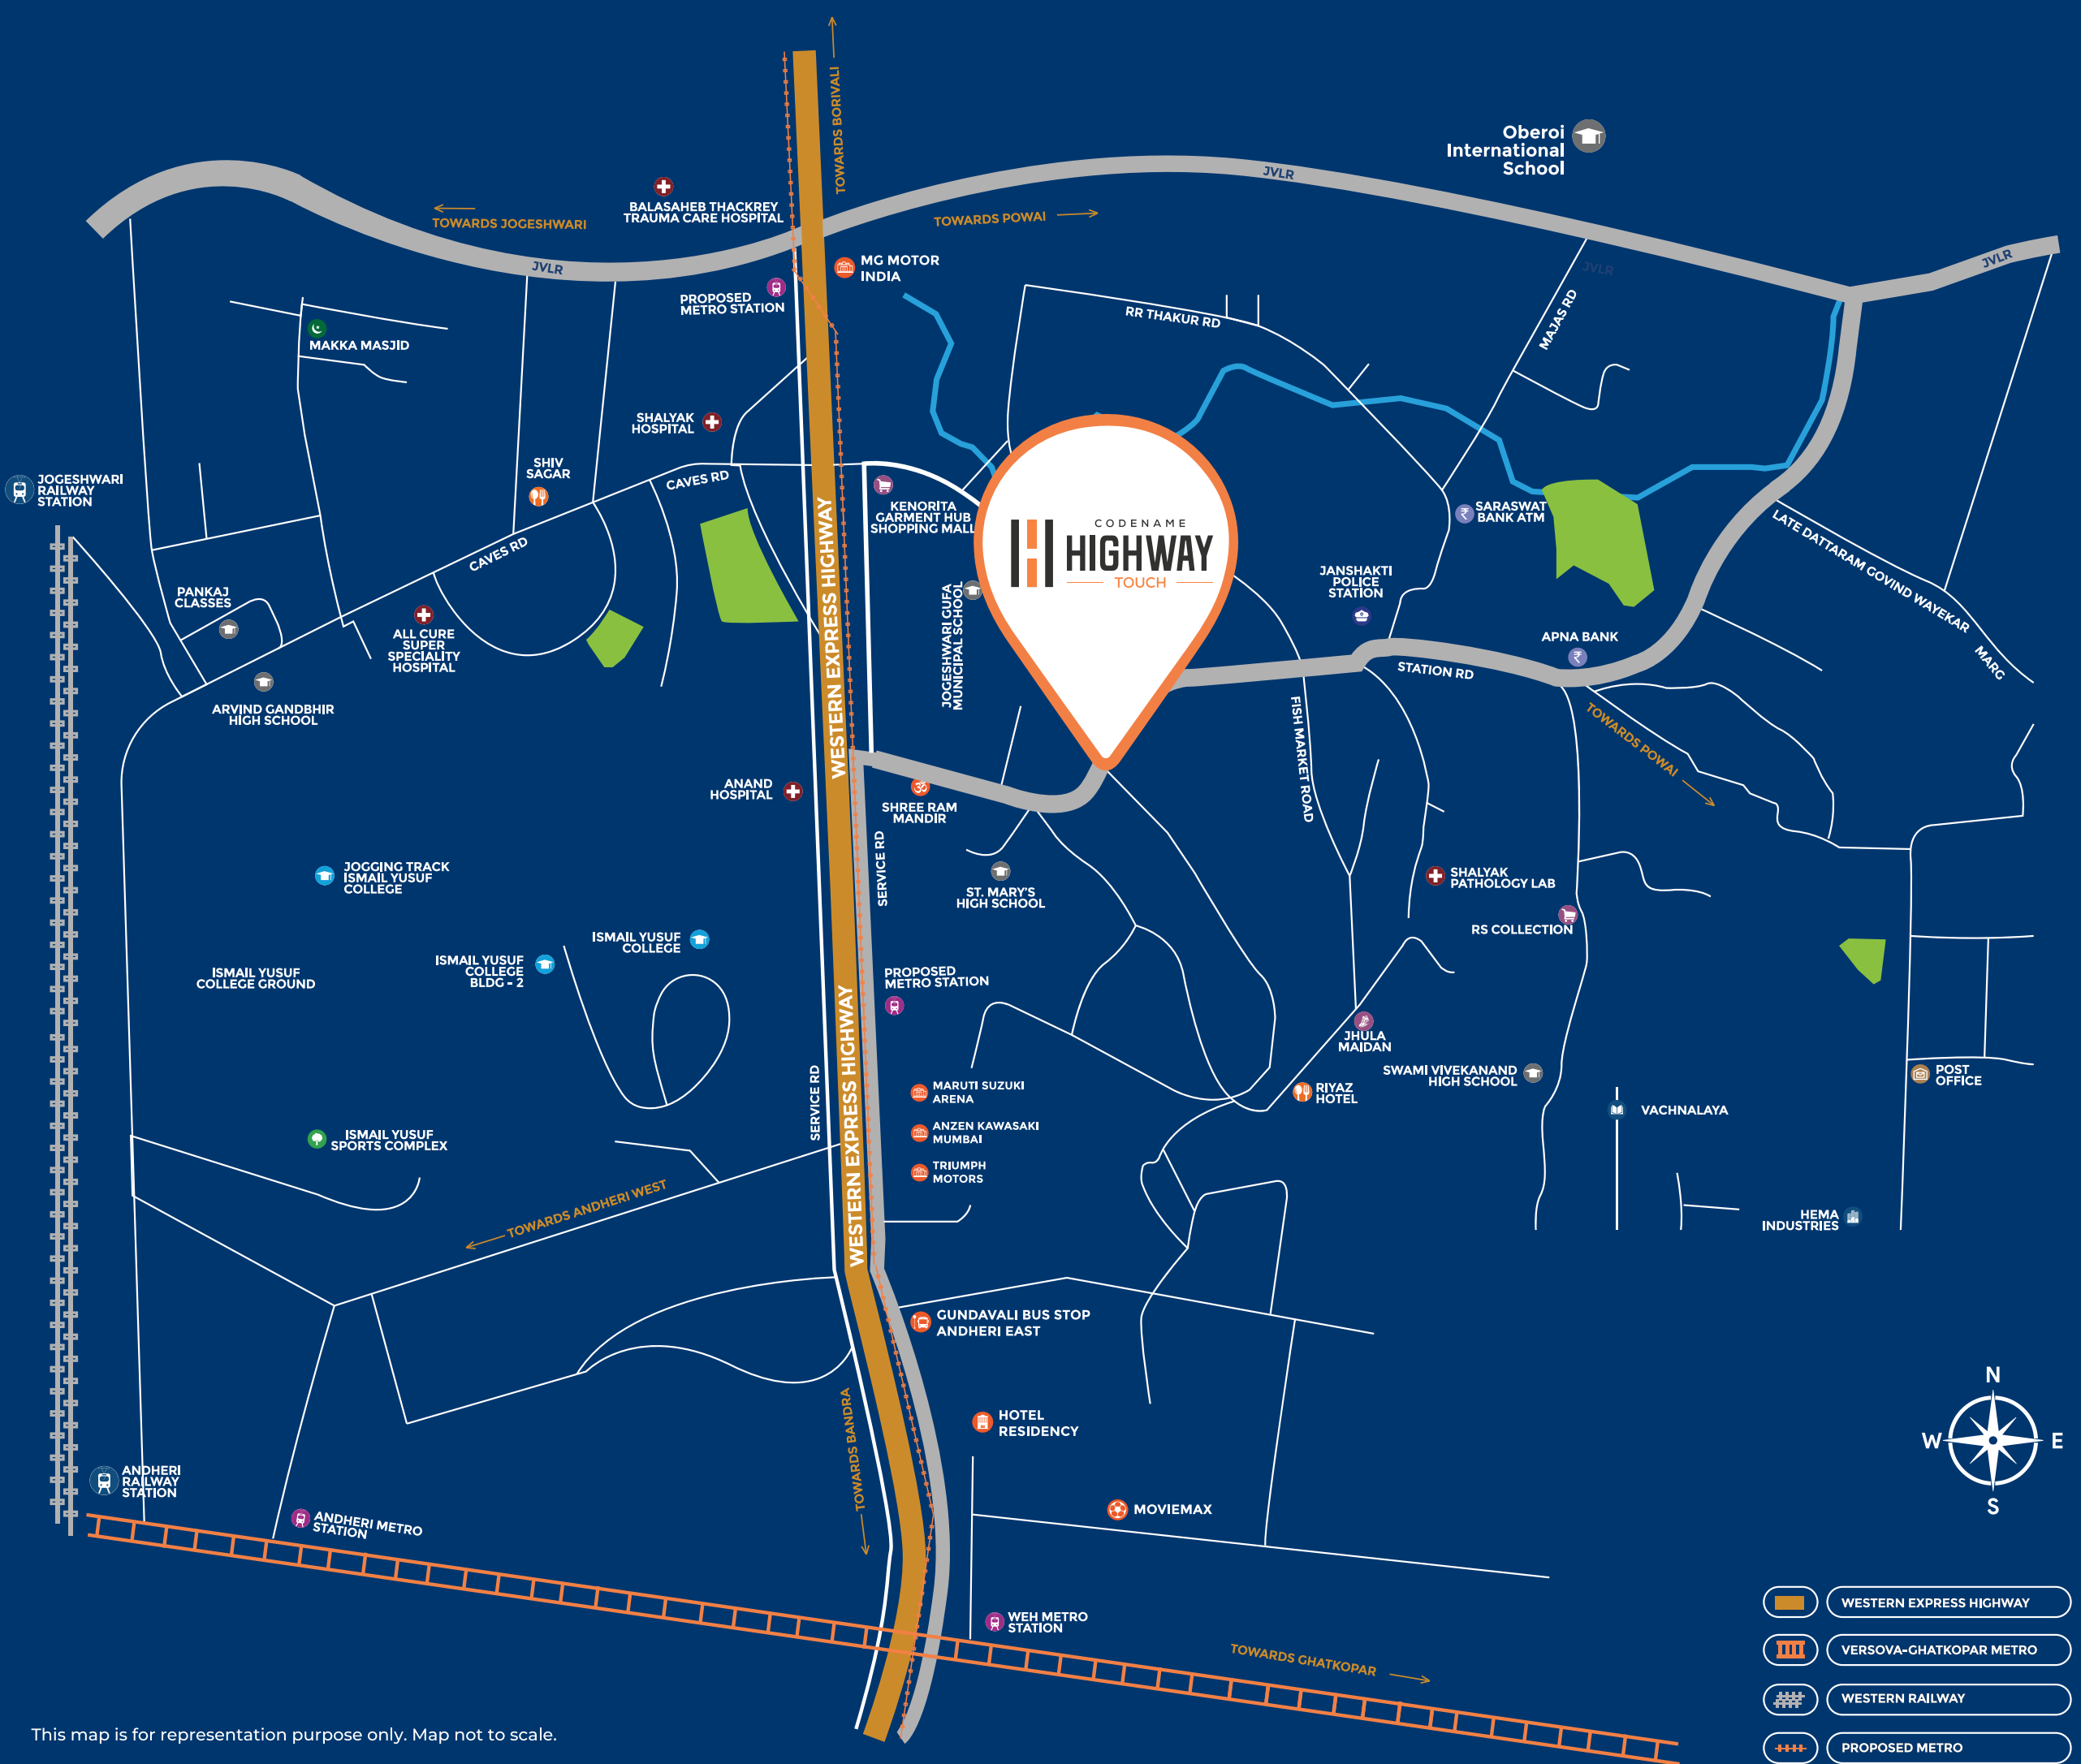 TOWARDS BORIVALI
Oberoi
International
School
JVLR
BALASAHEB THACKREY
TRAUMA CARE HOSPITAL
TOWARDS JOGESHWARI
TOWARDS POWAI
JVLR
JVLR
JVLR
MG MOTOR
INDIA
PROPOSED
METRO STATION
RR THAKUR RD
MAJAS RD
MAKKA MASJID
SHALYAK
HOSPITAL
SHIV
SAGAR
CAVES RD
JOGESHWARI
RAILWAY
STATION
KENORITA
GARMENT HUB
SHOPPING MALL
SARASWAT
BANK ATM
CODENAME
HIGHWAY
TOUCH
LATE DATTARAM GOVIND WAYEKAR
MARG
CAVES RD
WESTERN EXPRESS HIGHWAY
JANSHAKTI
POLICE
STATION
PANKAJ
CLASSES
JOGESHWARI GUFA
MUNICIPAL SCHOOL
ALL CURE
SUPER
SPECIALITY
HOSPITAL
APNA BANK
STATION RD
ARVIND GANDBHIR
HIGH SCHOOL
FISH MARKET ROAD
TOWARDS POWAI
ANAND
HOSPITAL
SHREE RAM
MANDIR
SERVICE RD
JOGGING TRACK
ISMAIL YUSUF
COLLEGE
ST. MARY'S
HIGH SCHOOL
SHALYAK
PATHOLOGY LAB
RS COLLECTION
ISMAIL YUSUF
COLLEGE
ISMAIL YUSUF
COLLEGE
BLDG - 2
ISMAIL YUSUF
COLLEGE GROUND
PROPOSED
METRO STATION
WESTERN EXPRESS HIGHWAY
JHULA
MAIDAN
SWAMI VIVEKANAND
HIGH SCHOOL
POST
OFFICE
MARUTI SUZUKI
ARENA
RIYAZ
HOTEL
SERVICE RD
VACHNALAYA
ANZEN KAWASAKI
MUMBAI
ISMAIL YUSUF
SPORTS COMPLEX
TRIUMPH
MOTORS
TOWARDS ANDHERI WEST
HEMA
INDUSTRIES
GUNDAVALI BUS STOP
ANDHERI EAST
TOWARDS BANDRA
HOTEL
RESIDENCY
N
W
E
S
ANDHERI
RAILWAY
STATION
ANDHERI METRO
STATION
MOVIEMAX
WEH METRO
STATION
TOWARDS GHATKOPAR
WESTERN EXPRESS HIGHWAY
VERSOVA-GHATKOPAR METRO
WESTERN RAILWAY
PROPOSED METRO
This map is for representation purpose only. Map not to scale.